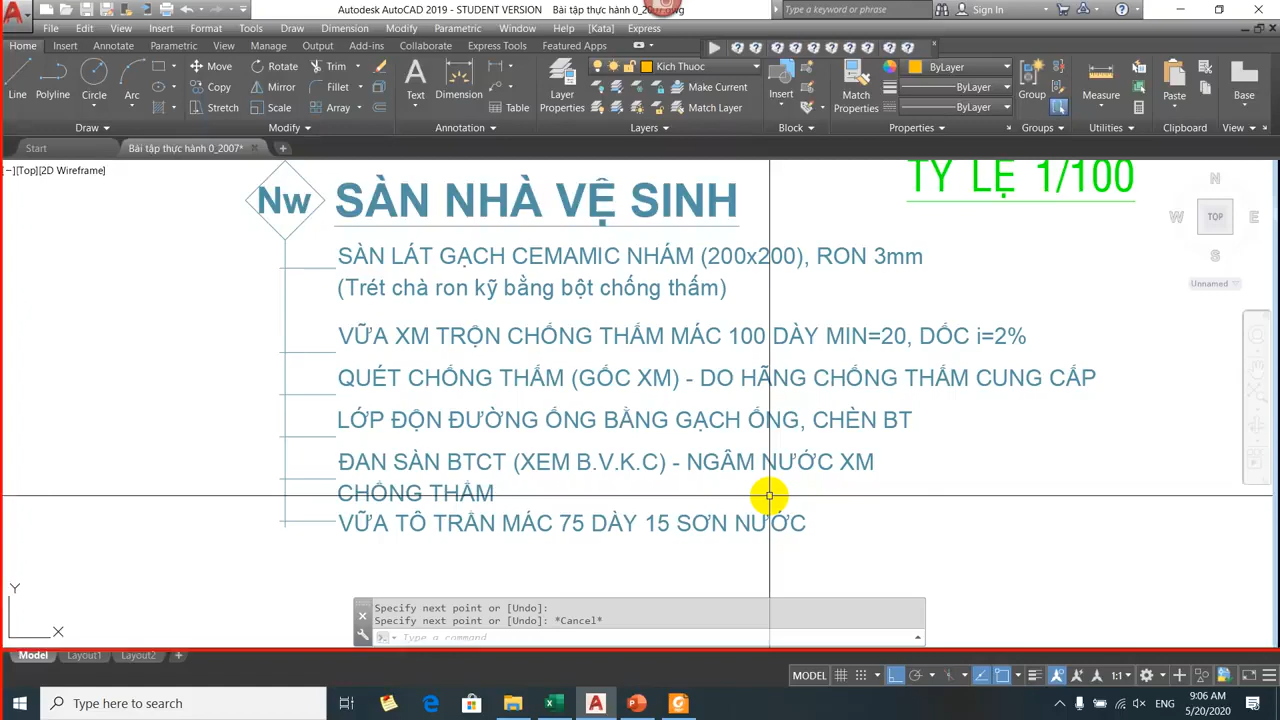 Autodesk AutoCAD 2019 - STUDENT VERSION Bài tập thực hành 0_2007.dwg
Type a keyword or phrase
Sign In
File Edit View Insert Format Tools Draw Dimension Modify Parametric Window Help [Kata] Express
Home Insert Annotate Parametric View Manage Output Add-ins Collaborate Express Tools Featured Apps
Line Polyline Circle Arc
Move Rotate Trim
Copy Mirror Fillet
Stretch Scale Array
Text Dimension Table
Layer Properties
Kich Thuoc
Make Current
Match Layer
Insert
Match Properties
ByLayer
ByLayer
ByLayer
Group Measure Paste Base
Draw Modify Annotation Layers Block Properties Groups Utilities Clipboard View
Start Bài tập thực hành 0_2007*
[−][Top][2D Wireframe]
TỶ LỆ 1/100
N
W TOP E
S
Unnamed
Nw SÀN NHÀ VỆ SINH
SÀN LÁT GẠCH CEMAMIC NHÁM (200x200), RON 3mm
(Trét chà ron kỹ bằng bột chống thấm)
VỮA XM TRỘN CHỐNG THẤM MÁC 100 DÀY MIN=20, DỐC i=2%
QUÉT CHỐNG THẤM (GỐC XM) - DO HÃNG CHỐNG THẤM CUNG CẤP
LỚP ĐỘN ĐƯỜNG ỐNG BẰNG GẠCH ỐNG, CHÈN BT
ĐAN SÀN BTCT (XEM B.V.K.C) - NGÂM NƯỚC XM
CHỐNG THẤM
VỮA TÔ TRẦN MÁC 75 DÀY 15 SƠN NƯỚC
Y
X
Specify next point or [Undo]:
Specify next point or [Undo]: *Cancel*
Type a command
Model Layout1 Layout2 +
MODEL 1:1
Type here to search
ENG
9:06 AM
5/20/2020